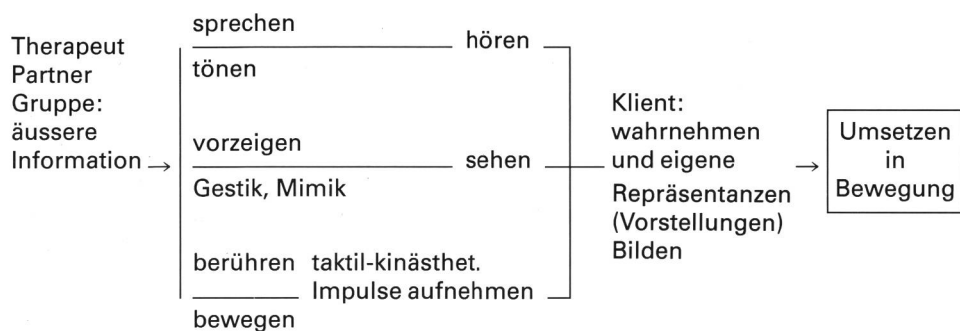 Therapeut
Partner
Gruppe:
äussere
Information
sprechen
hören
tönen
vorzeigen
sehen
Gestik, Mimik
berühren taktil-kinästhet.
Impulse aufnehmen
bewegen
Klient:
wahrnehmen
und eigene
Repräsentanzen
(Vorstellungen)
Bilden
Umsetzen
in
Bewegung